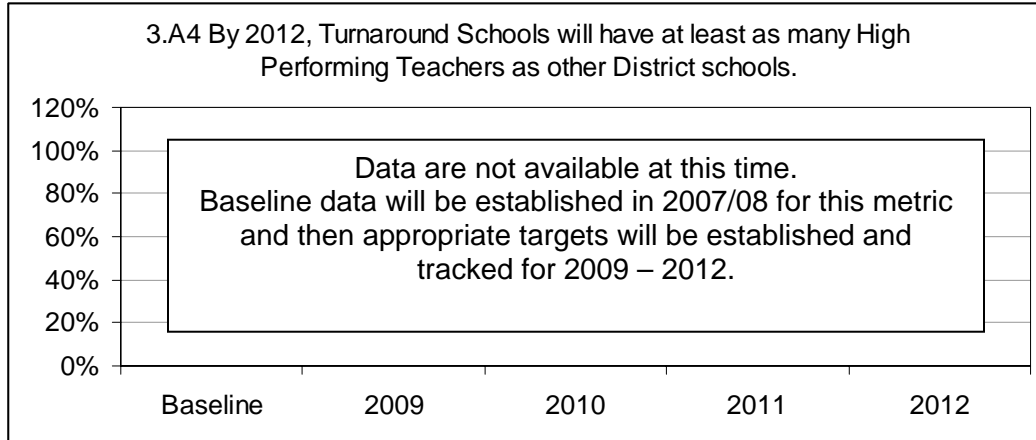 3.A4 By 2012, Turnaround Schools will have at least as many High
Performing Teachers as other District schools.
120%
100%
80%
60%
40%
20%
0%
Data are not available at this time.
Baseline data will be established in 2007/08 for this metric
and then appropriate targets will be established and
tracked for 2009 – 2012.
Baseline 2009 2010 2011 2012